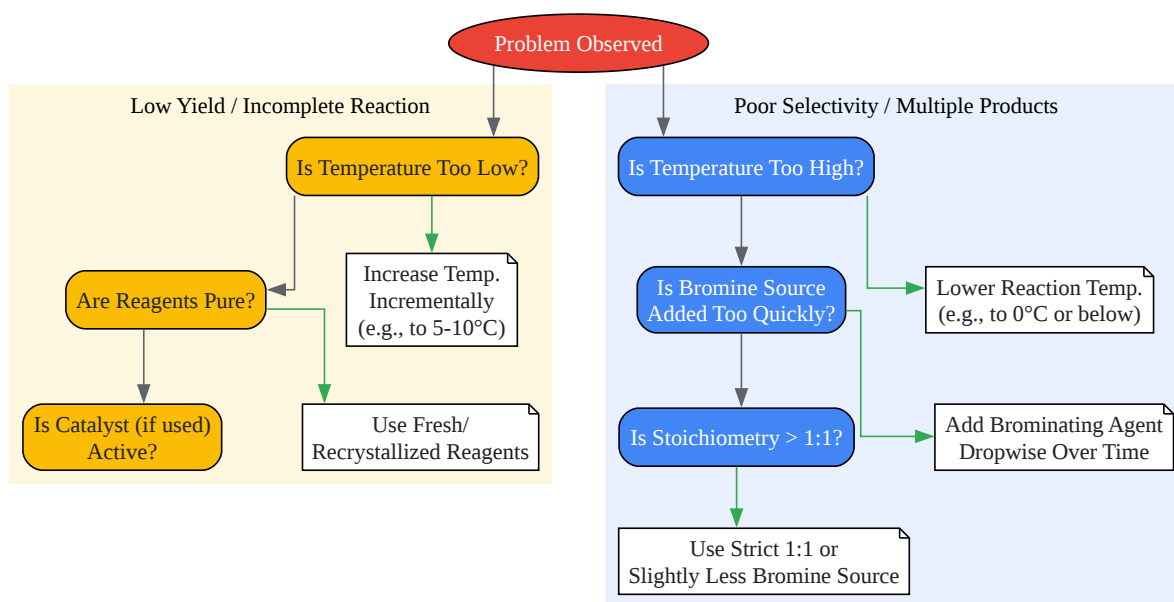 Problem Observed
Low Yield / Incomplete Reaction
Is Temperature Too Low?
Increase Temp.
Incrementally
(e.g., to 5-10°C)
Are Reagents Pure?
Use Fresh/
Recrystallized Reagents
Is Catalyst (if used)
Active?
Poor Selectivity / Multiple Products
Is Temperature Too High?
Lower Reaction Temp.
(e.g., to 0°C or below)
Is Bromine Source
Added Too Quickly?
Add Brominating Agent
Dropwise Over Time
Is Stoichiometry > 1:1?
Use Strict 1:1 or
Slightly Less Bromine Source